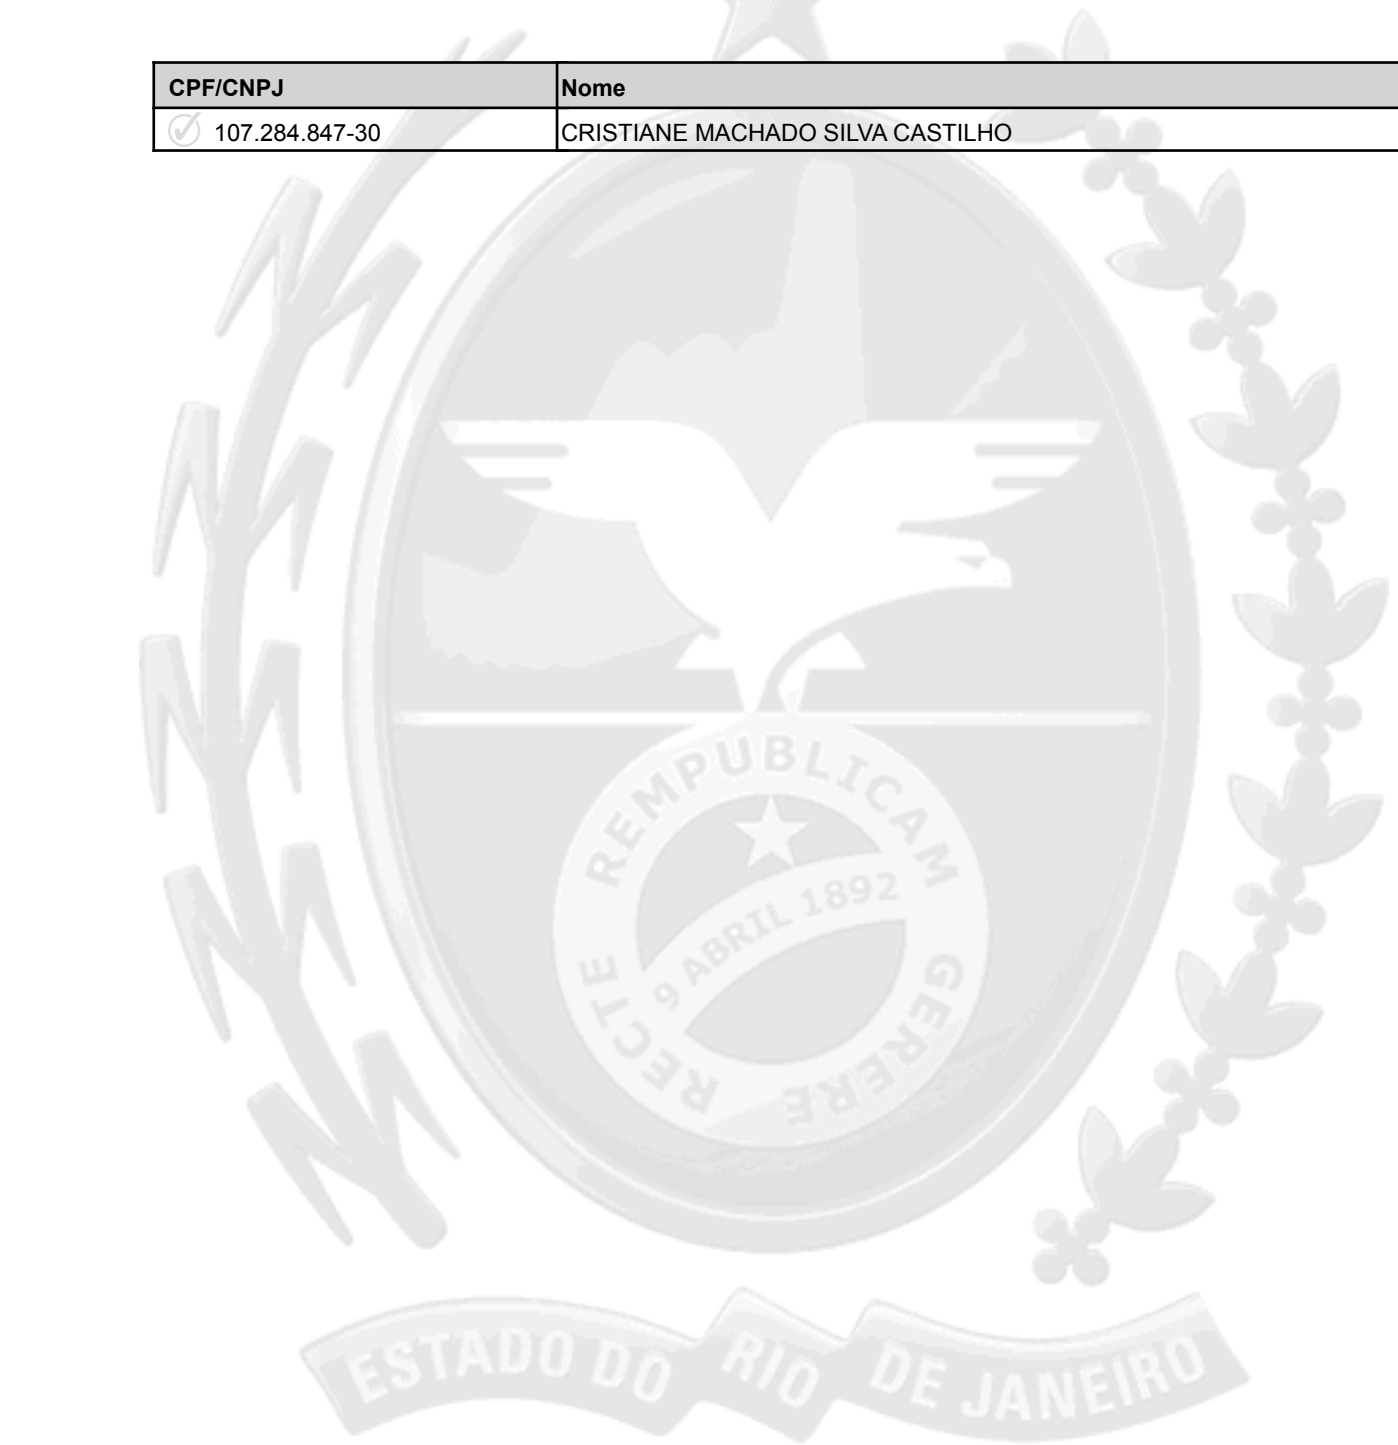 CPF/CNPJ Nome
107.284.847-30 CRISTIANE MACHADO SILVA CASTILHO
REMPUBLICAM
9 ABRIL 1892
RECTE GERERE
ESTADO DO RIO DE JANEIRO